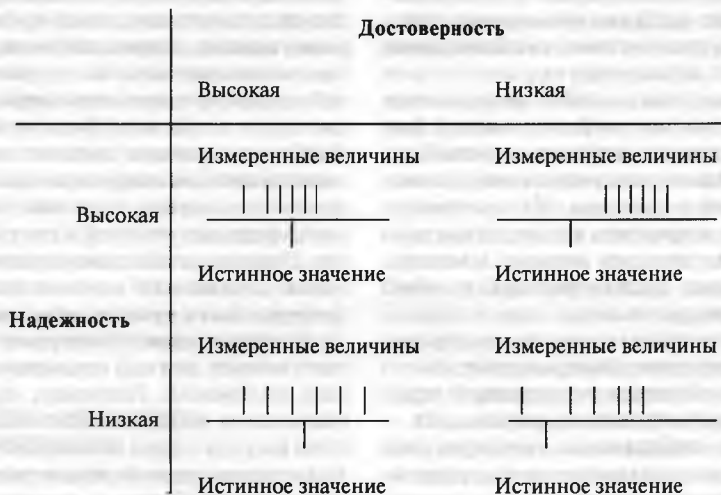 Достоверность
Высокая Низкая
Измеренные величины Измеренные величины
Высокая
Истинное значение Истинное значение
Надежность
Измеренные величины Измеренные величины
Низкая
Истинное значение Истинное значение